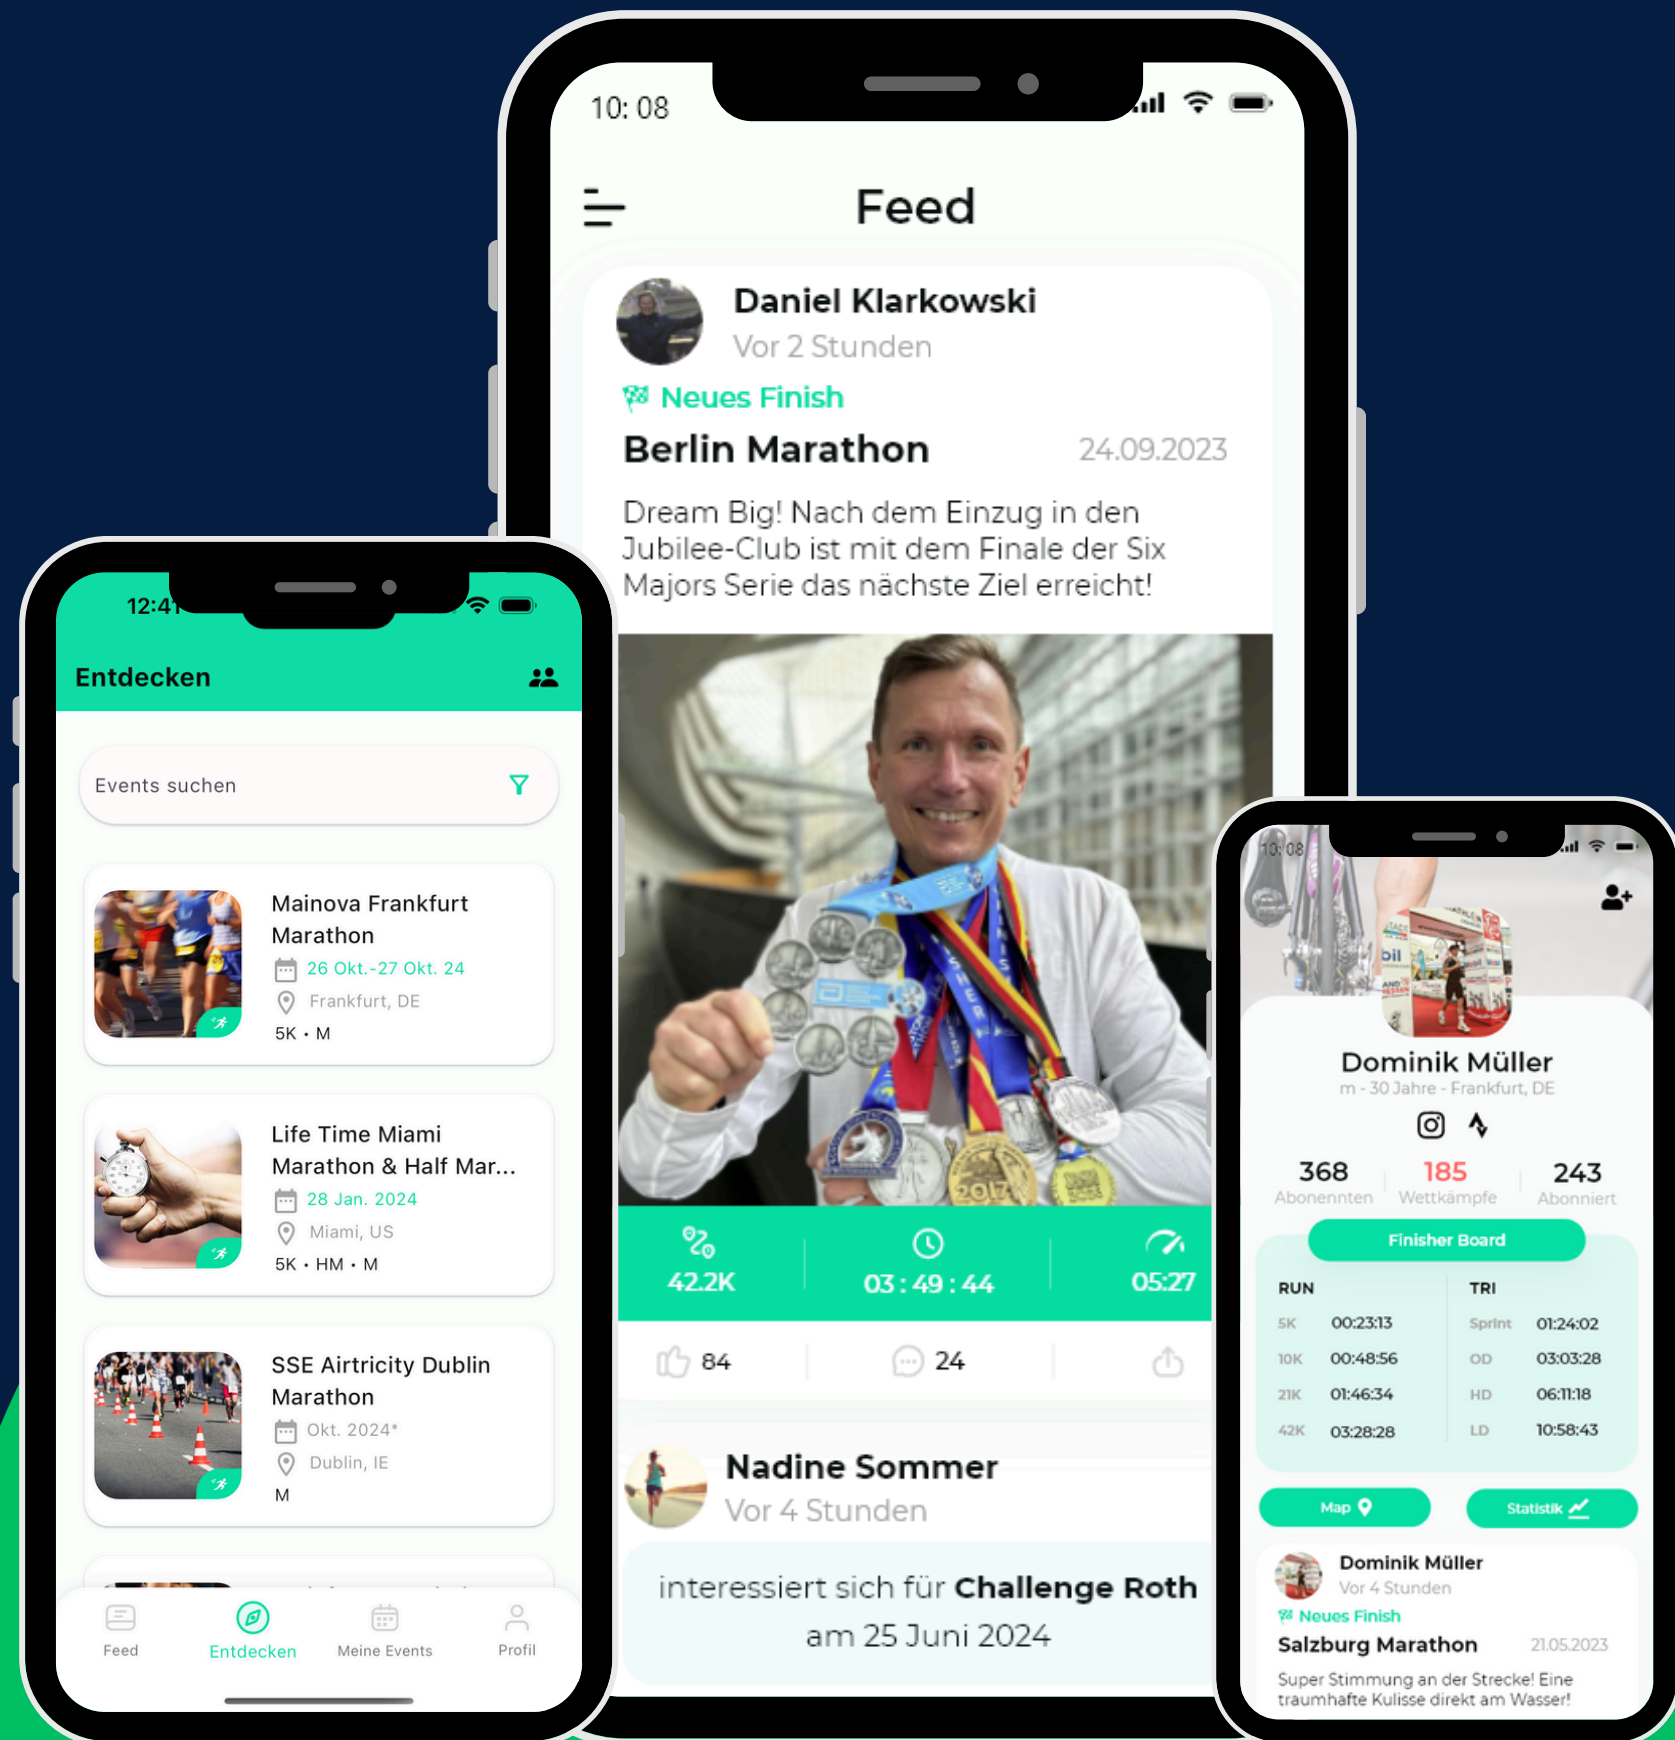 10: 08
Feed
Daniel Klarkowski
Vor 2 Stunden
Neues Finish
Berlin Marathon
24.09.2023
Dream Big! Nach dem Einzug in den
Jubilee-Club ist mit dem Finale der Six
Majors Serie das nächste Ziel erreicht!
2017
42.2K
03 : 49 : 44
05:27
84
24
Nadine Sommer
Vor 4 Stunden
interessiert sich für Challenge Roth
am 25 Juni 2024
12:41
Entdecken
Events suchen
Mainova Frankfurt
Marathon
26 Okt.-27 Okt. 24
Frankfurt, DE
5K • M
Life Time Miami
Marathon & Half Mar...
28 Jan. 2024
Miami, US
5K • HM • M
SSE Airtricity Dublin
Marathon
Okt. 2024*
Dublin, IE
M
Feed
Entdecken
Meine Events
Profil
10:08
Dominik Müller
m - 30 Jahre - Frankfurt, DE
368
185
243
Abonennten
Wettkämpfe
Abonniert
Finisher Board
RUN
TRI
5K 00:23:13
Sprint 01:24:02
10K 00:48:56
OD 03:03:28
21K 01:46:34
HD 06:11:18
42K 03:28:28
LD 10:58:43
Map
Statistik
Dominik Müller
Vor 4 Stunden
Neues Finish
Salzburg Marathon
21.05.2023
Super Stimmung an der Strecke! Eine
traumhafte Kulisse direkt am Wasser!